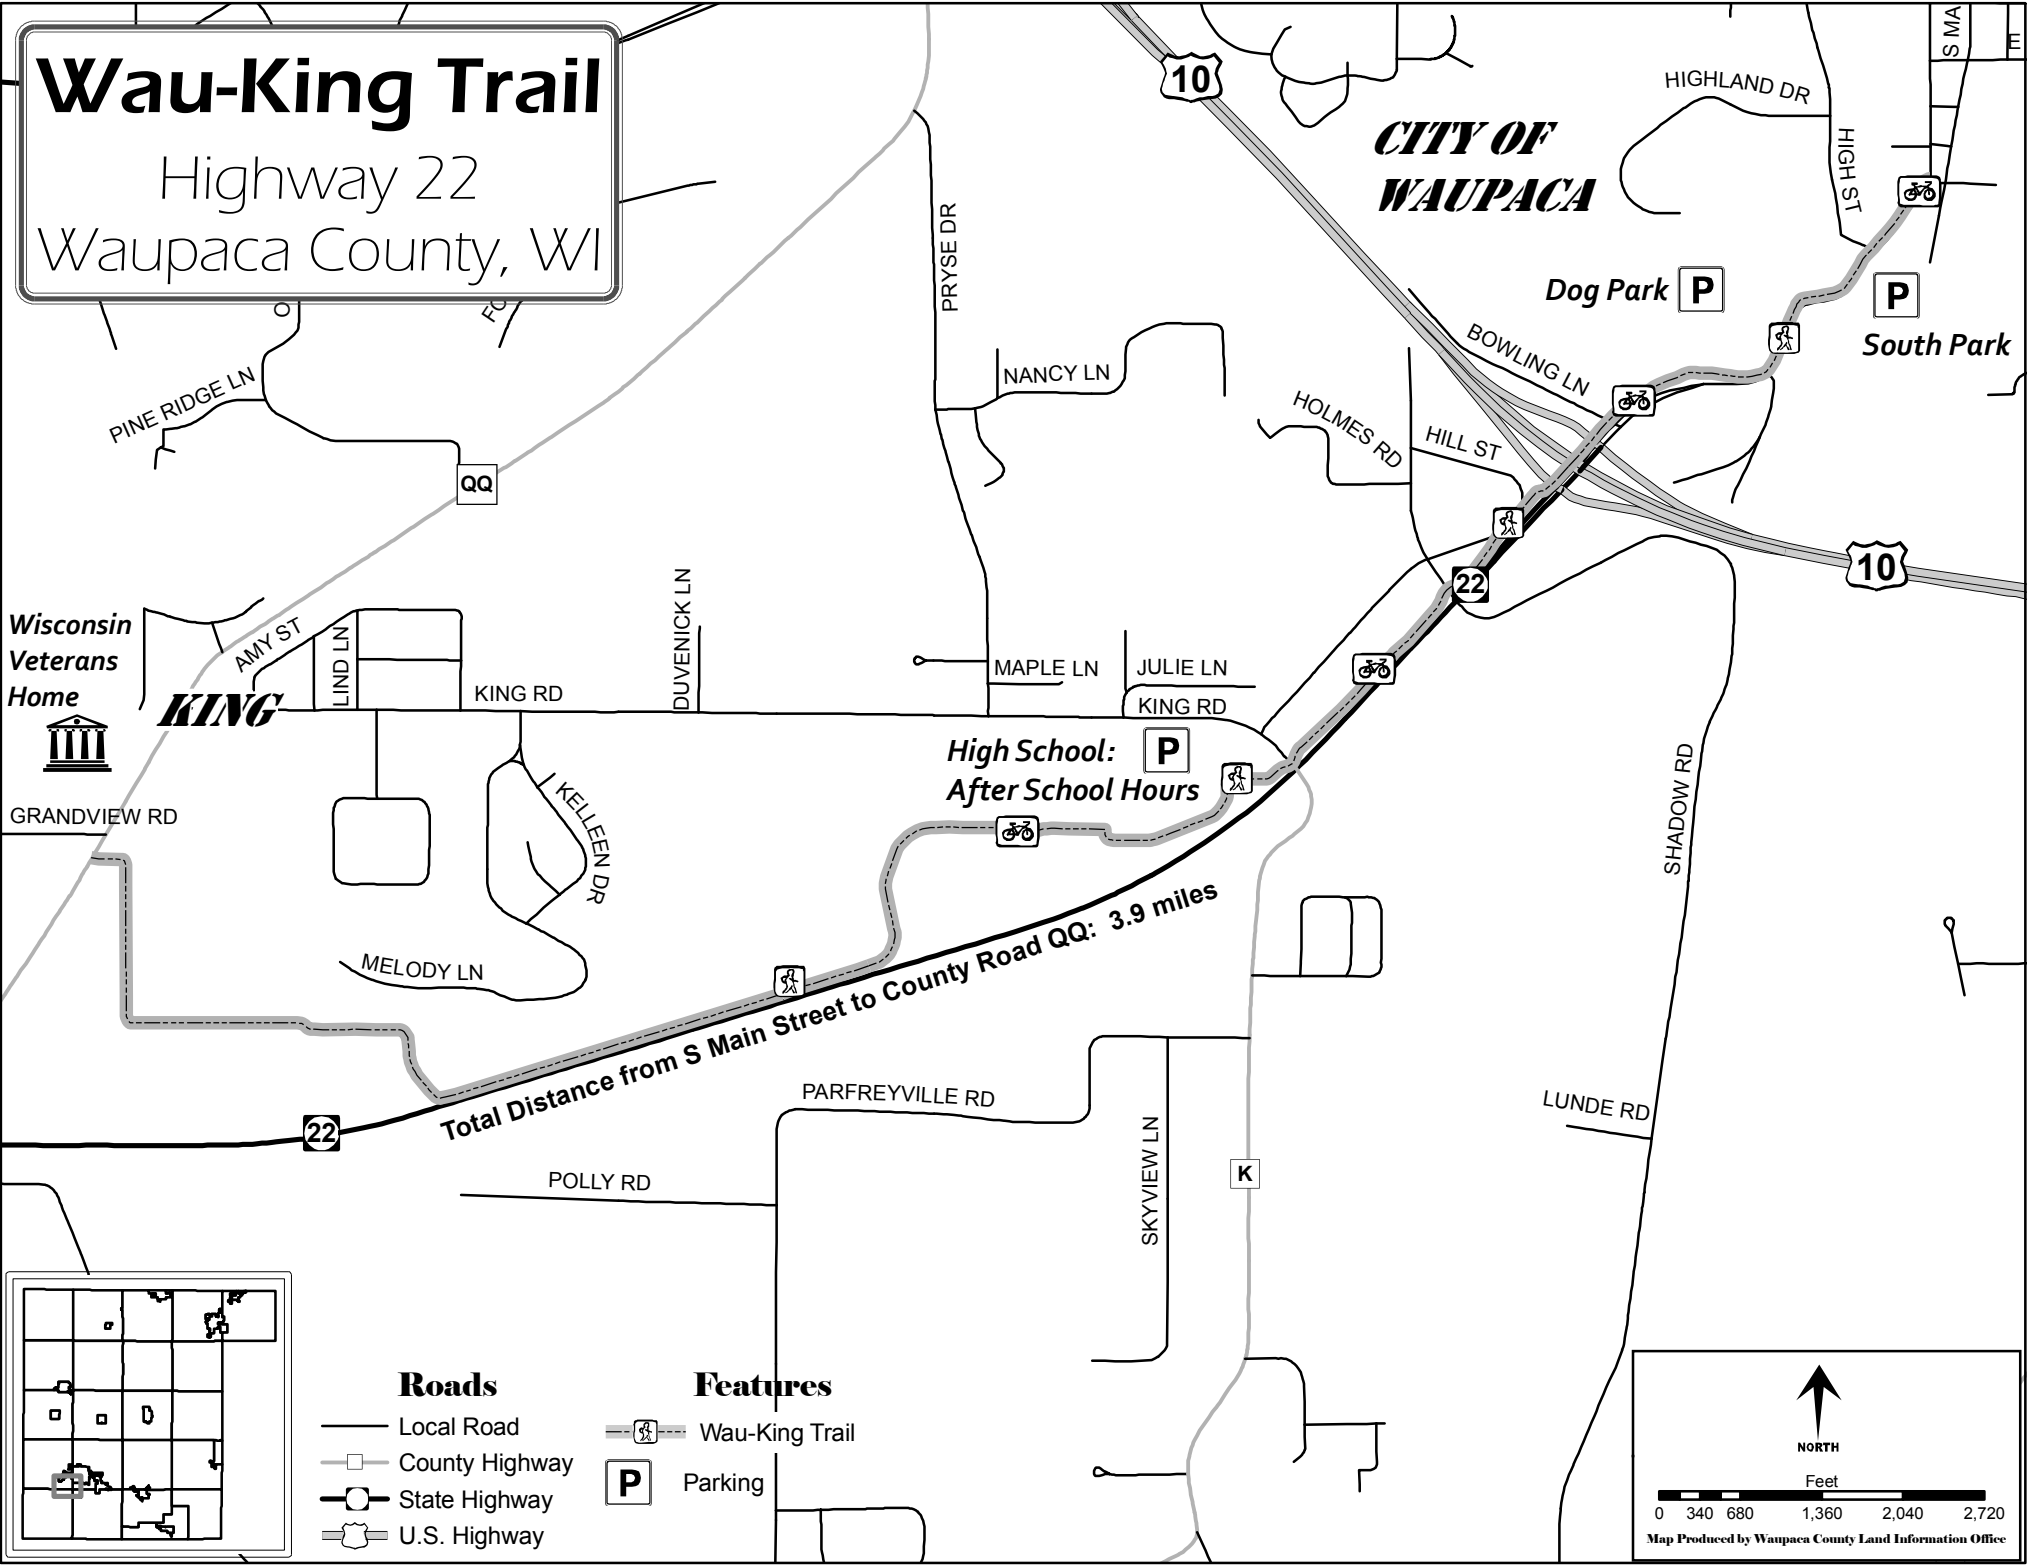 Wau-King Trail
Highway 22
Waupaca County, WI
10
CITY OF
WAUPACA
HIGHLAND DR
HIGH ST
S MA
E
PRYSE DR
Dog Park P
P
South Park
O
FO
PINE RIDGE LN
QQ
NANCY LN
BOWLING LN
HOLMES RD
HILL ST
10
22
Wisconsin
Veterans
Home
AMY ST
LIND LN
KING
KING RD
DUVENICK LN
MAPLE LN
JULIE LN
KING RD
High School: P
After School Hours
GRANDVIEW RD
KELLEEN DR
SHADOW RD
MELODY LN
Total Distance from S Main Street to County Road QQ: 3.9 miles
22
PARFREYVILLE RD
LUNDE RD
POLLY RD
SKYVIEW LN
K
Roads
Local Road
County Highway
State Highway
U.S. Highway
Features
Wau-King Trail
P Parking
NORTH
Feet
0 340 680 1,360 2,040 2,720
Map Produced by Waupaca County Land Information Office